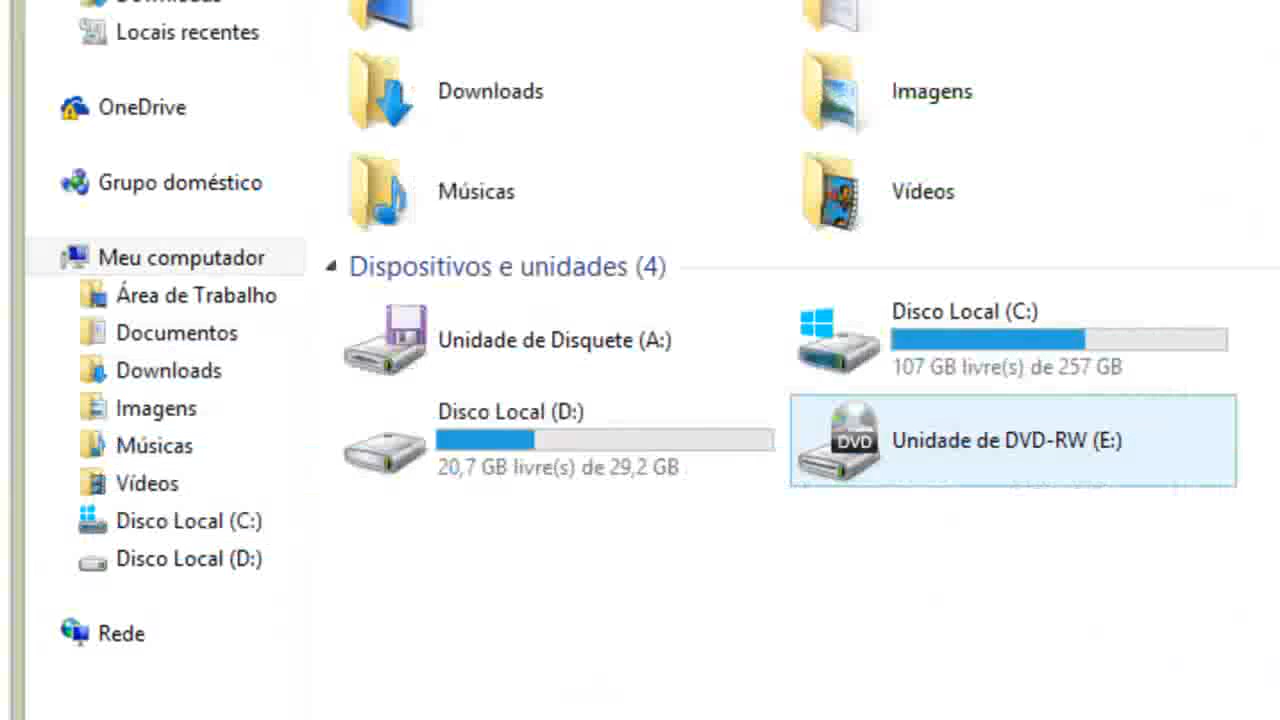 Locais recentes
OneDrive
Grupo doméstico
Meu computador
Área de Trabalho
Documentos
Downloads
Imagens
Músicas
Vídeos
Disco Local (C:)
Disco Local (D:)
Rede
Downloads
Imagens
Músicas
Vídeos
Dispositivos e unidades (4)
Unidade de Disquete (A:)
Disco Local (C:)
107 GB livre(s) de 257 GB
Disco Local (D:)
20,7 GB livre(s) de 29,2 GB
DVD
Unidade de DVD-RW (E:)